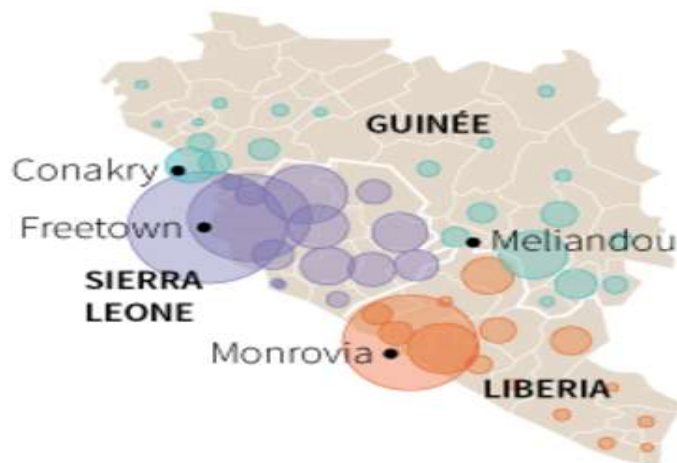 GUINÉE
Conakry
Freetown
Meliandou
SIERRA
LEONE
Monrovia
LIBERIA